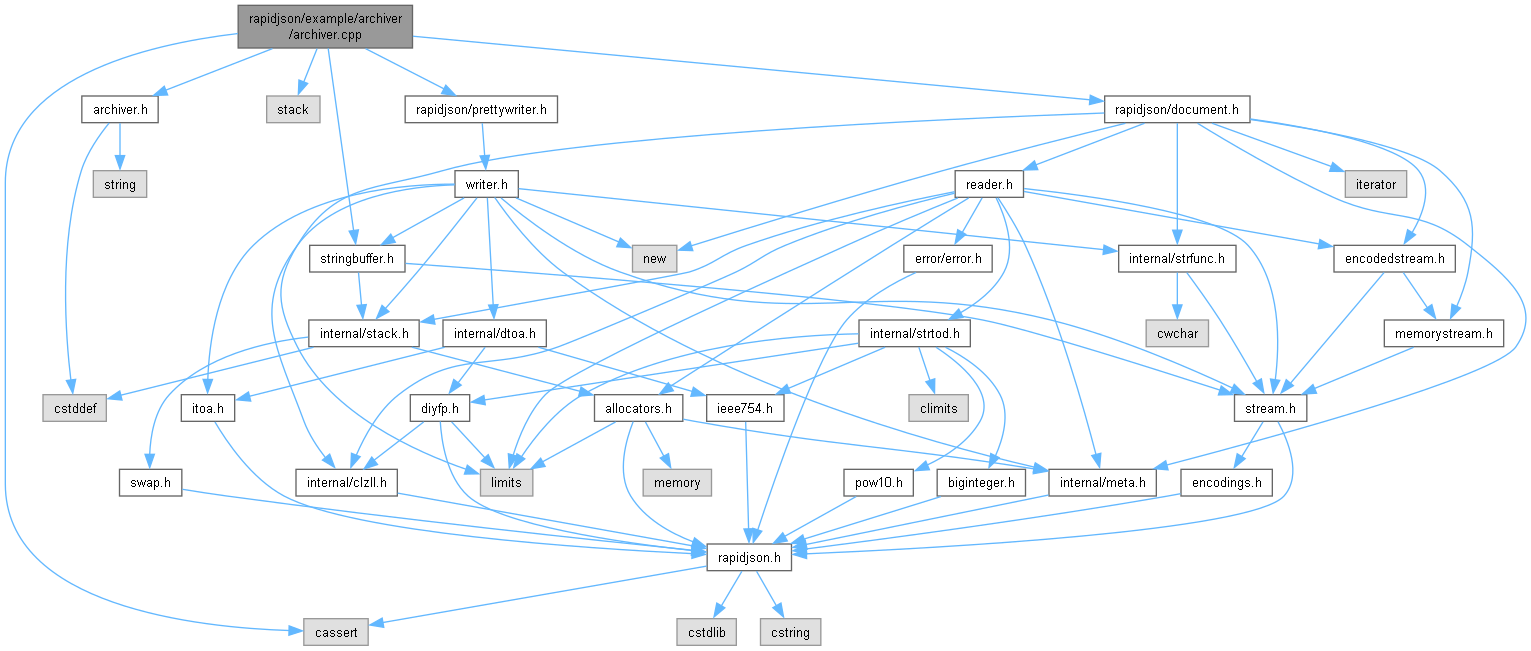 rapidjson/example/archiver
/archiver.cpp
archiver.h
stack
rapidjson/prettywriter.h
rapidjson/document.h
string
writer.h
reader.h
iterator
stringbuffer.h
new
error/error.h
internal/strfunc.h
encodedstream.h
internal/stack.h
internal/dtoa.h
internal/strtod.h
cwchar
memorystream.h
cstddef
itoa.h
diyfp.h
allocators.h
ieee754.h
climits
stream.h
swap.h
internal/clzll.h
limits
memory
pow10.h
biginteger.h
internal/meta.h
encodings.h
rapidjson.h
cassert
cstdlib
cstring